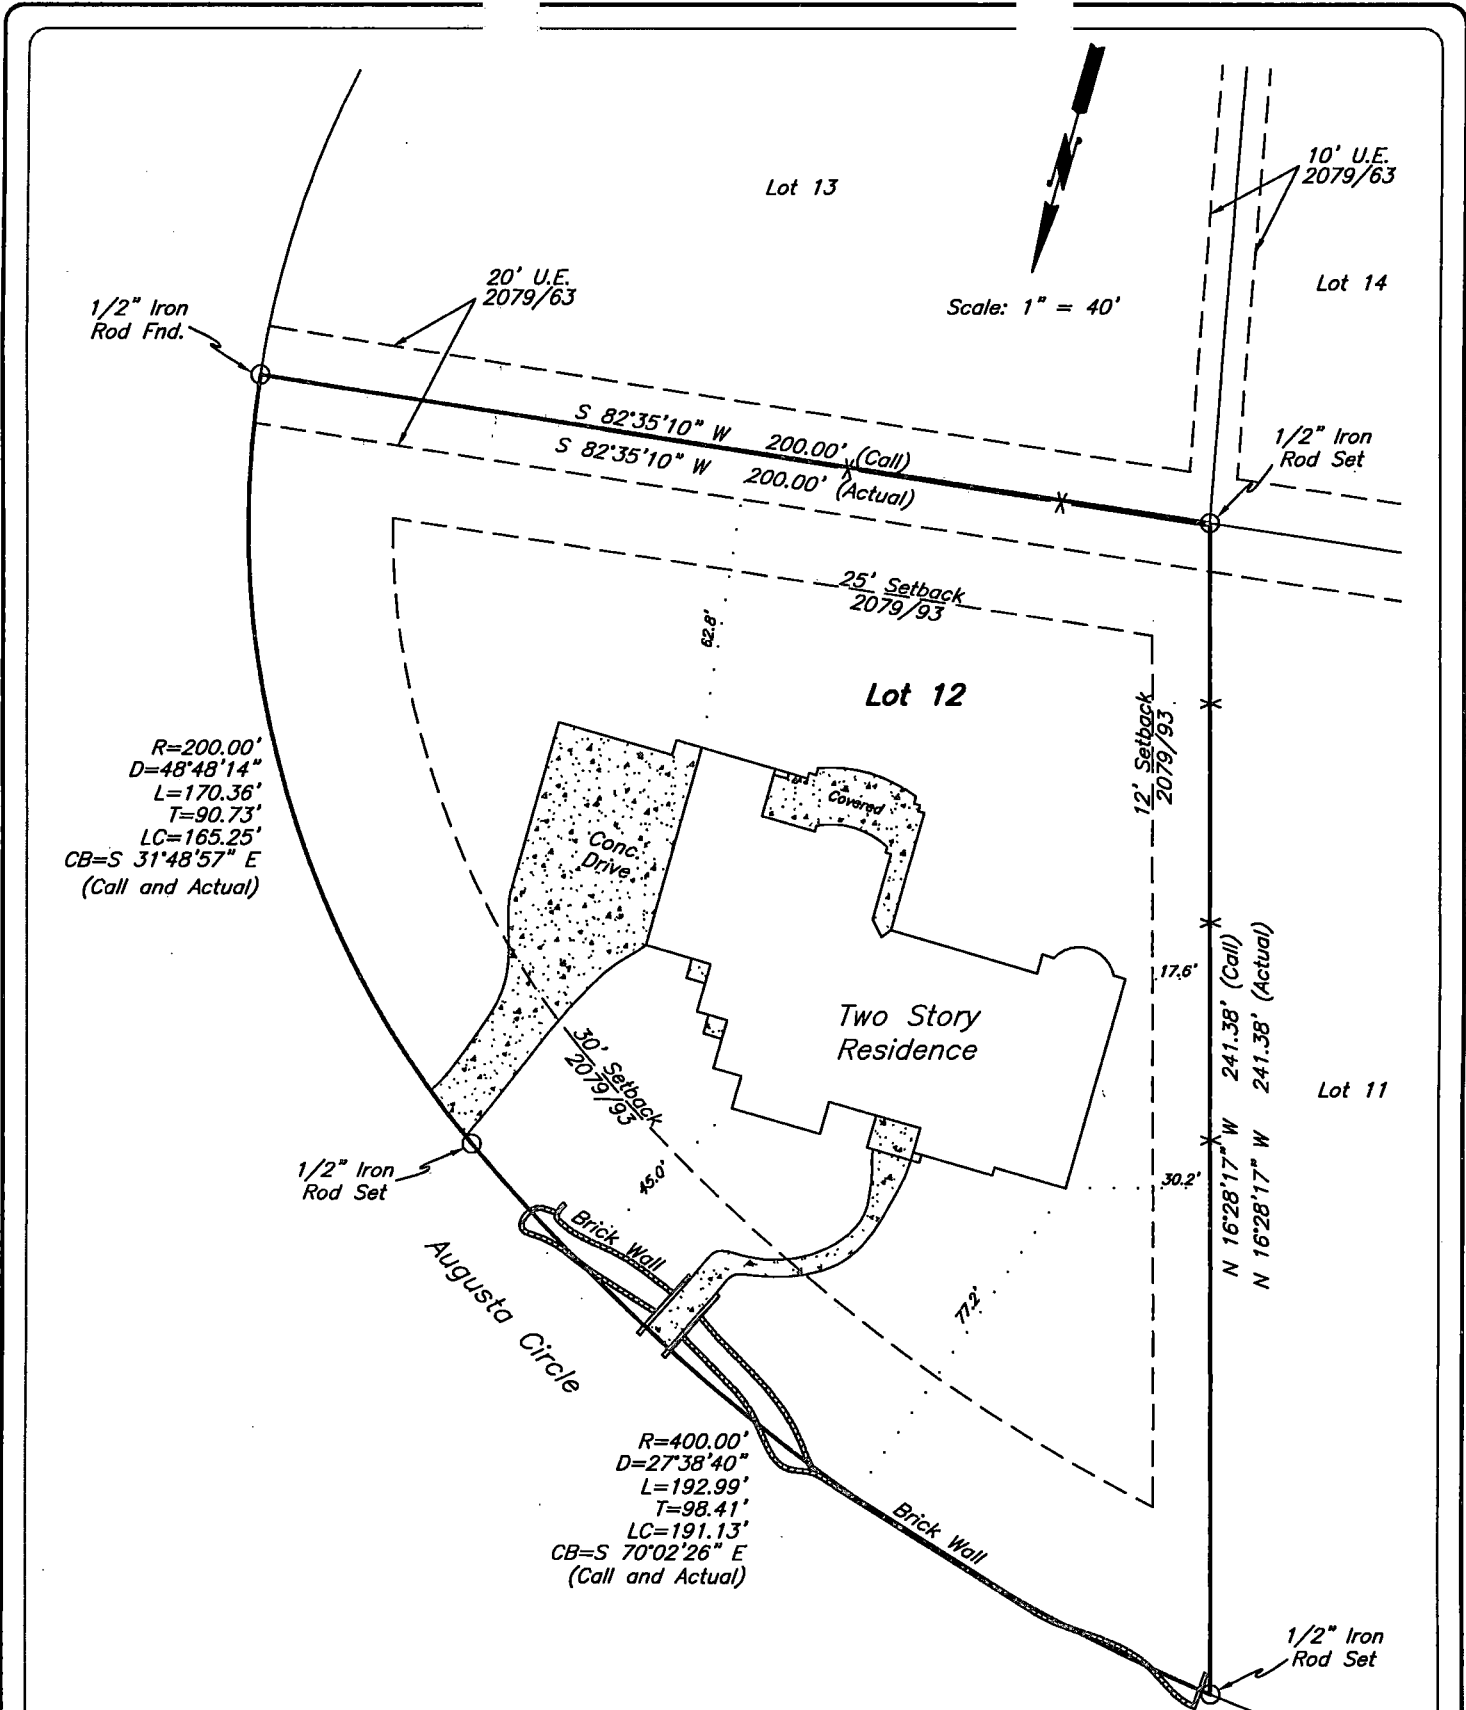 Lot 13
10' U.E.
2079/63
20' U.E.
2079/63
Lot 14
Scale: 1" = 40'
1/2" Iron
Rod Fnd.
S 82°35'10" W 200.00' (Call)
S 82°35'10" W 200.00' (Actual)
1/2" Iron
Rod Set
25' Setback
2079/93
62.8'
Lot 12
12' Setback
2079/93
R=200.00'
D=48°48'14"
L=170.36'
T=90.73'
LC=165.25'
CB=S 31°48'57" E
(Call and Actual)
Covered
Conc.
Drive
17.6'
N 16°28'17" W 241.38' (Call)
N 16°28'17" W 241.38' (Actual)
Two Story
Residence
30' Setback
2079/93
Lot 11
1/2" Iron
Rod Set
45.0'
30.2'
Brick Wall
Augusta Circle
77.2'
R=400.00'
D=27°38'40"
L=192.99'
T=98.41'
LC=191.13'
CB=S 70°02'26" E
(Call and Actual)
Brick Wall
1/2" Iron
Rod Set